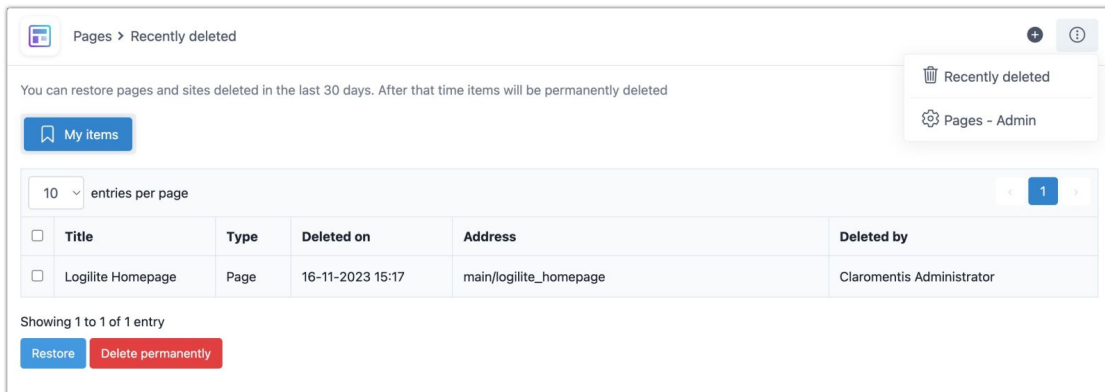 Pages > Recently deleted
Recently deleted
Pages - Admin
You can restore pages and sites deleted in the last 30 days. After that time items will be permanently deleted
My items
10 entries per page
1
Title Type Deleted on Address Deleted by
Logilite Homepage Page 16-11-2023 15:17 main/logilite_homepage Claromentis Administrator
Showing 1 to 1 of 1 entry
Restore Delete permanently